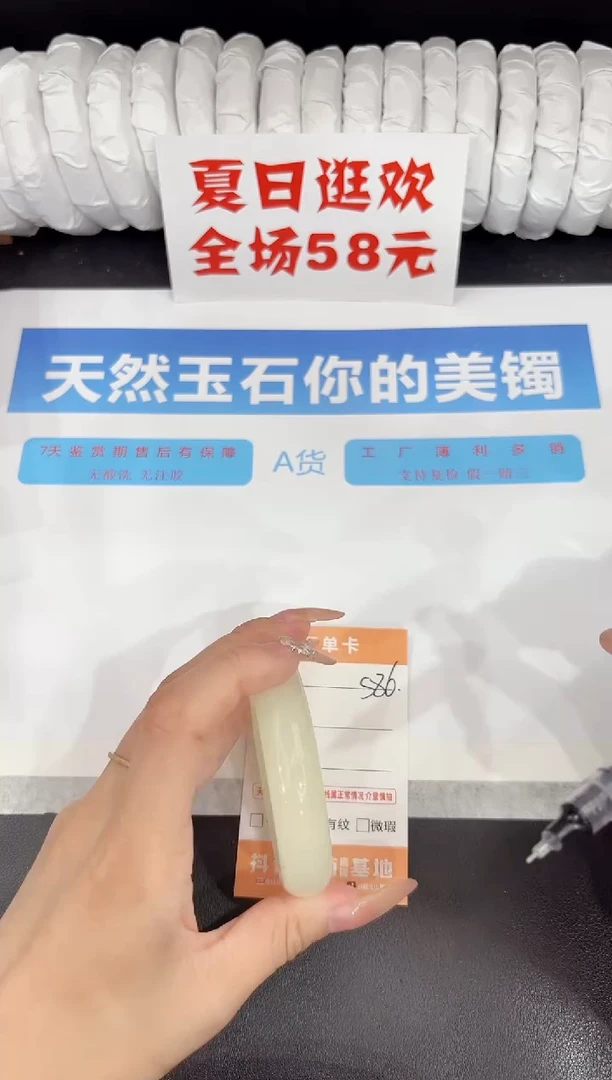 夏日逛欢
全场58元
天然玉石你的美镯
7天鉴赏期售后有保障
无酸洗 无注胶
A货
工厂薄利多销
支持复检 假一赔三
单卡
586.
天
有纹 □微瑕
抖
基地